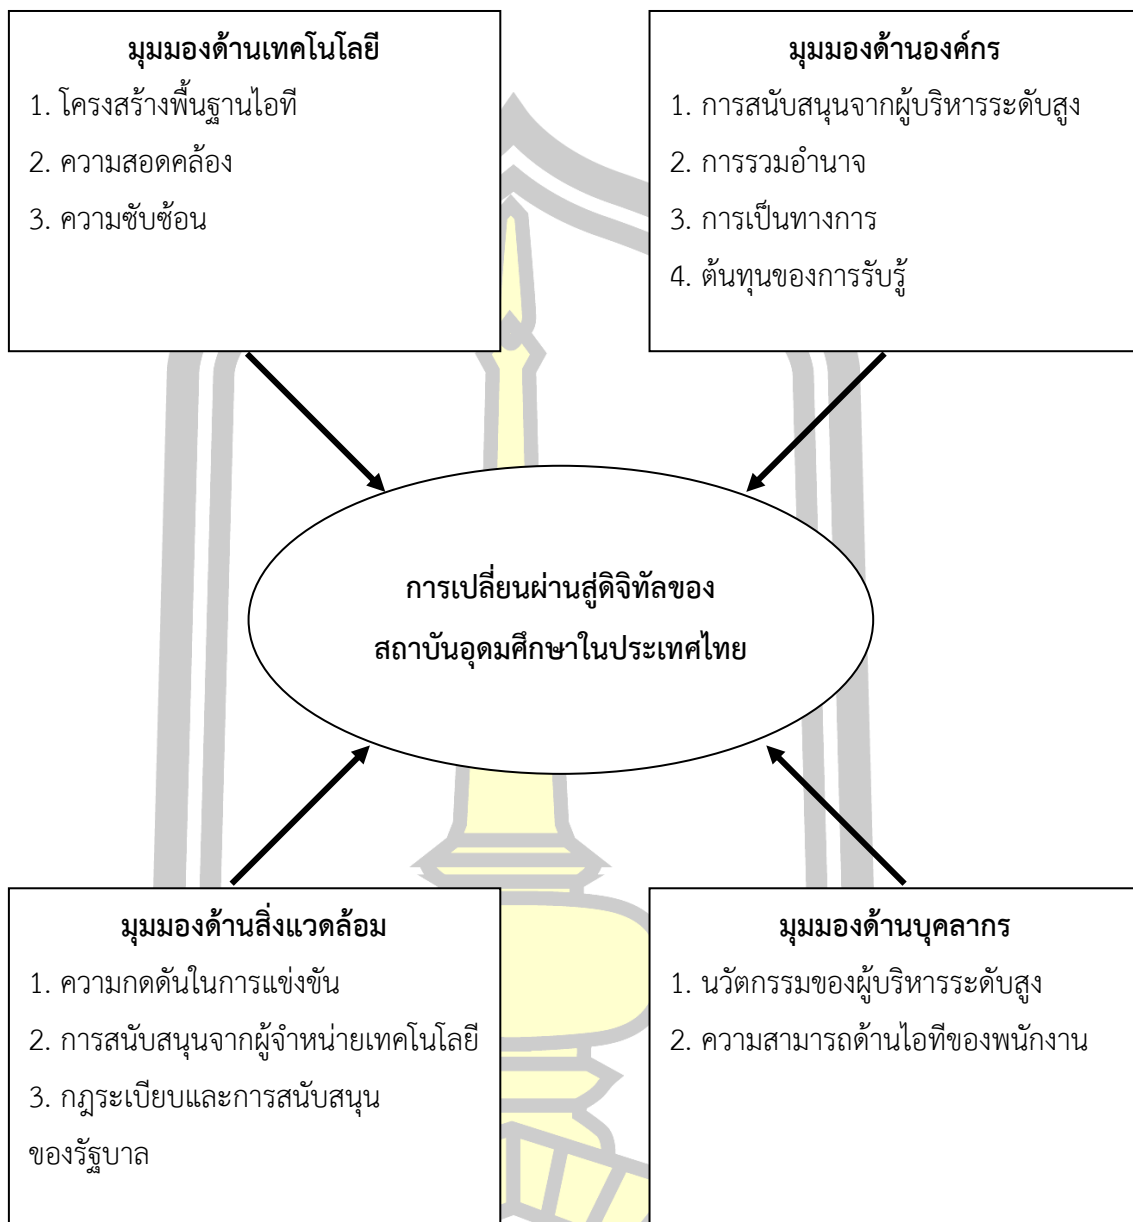 มุมมองด้านเทคโนโลยี
1. โครงสร้างพื้นฐานไอที
2. ความสอดคล้อง
3. ความซับซ้อน
มุมมองด้านองค์กร
1. การสนับสนุนจากผู้บริหารระดับสูง
2. การรวมอำนาจ
3. การเป็นทางการ
4. ต้นทุนของการรับรู้
การเปลี่ยนผ่านสู่ดิจิทัลของ
สถาบันอุดมศึกษาในประเทศไทย
มุมมองด้านสิ่งแวดล้อม
1. ความกดดันในการแข่งขัน
2. การสนับสนุนจากผู้จำหน่ายเทคโนโลยี
3. กฎระเบียบและการสนับสนุน
ของรัฐบาล
มุมมองด้านบุคลากร
1. นวัตกรรมของผู้บริหารระดับสูง
2. ความสามารถด้านไอทีของพนักงาน